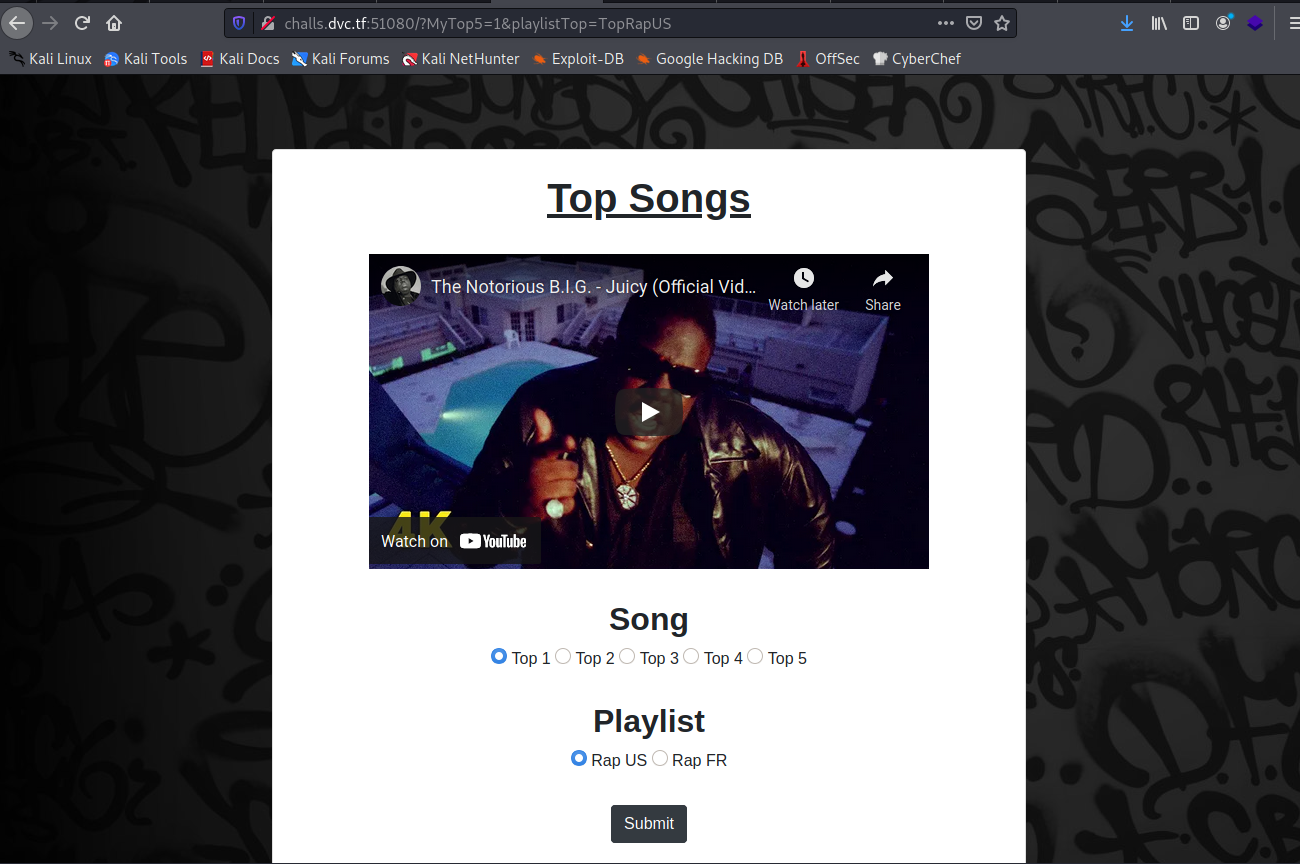 challs.dvc.tf:51080/?MyTop5=1&playlistTop=TopRapUS
Kali Linux Kali Tools Kali Docs Kali Forums Kali NetHunter Exploit-DB Google Hacking DB OffSec CyberChef
Top Songs
The Notorious B.I.G. - Juicy (Official Vid...
Watch later Share
4K
Watch on YouTube
Song
Top 1 Top 2 Top 3 Top 4 Top 5
Playlist
Rap US Rap FR
Submit